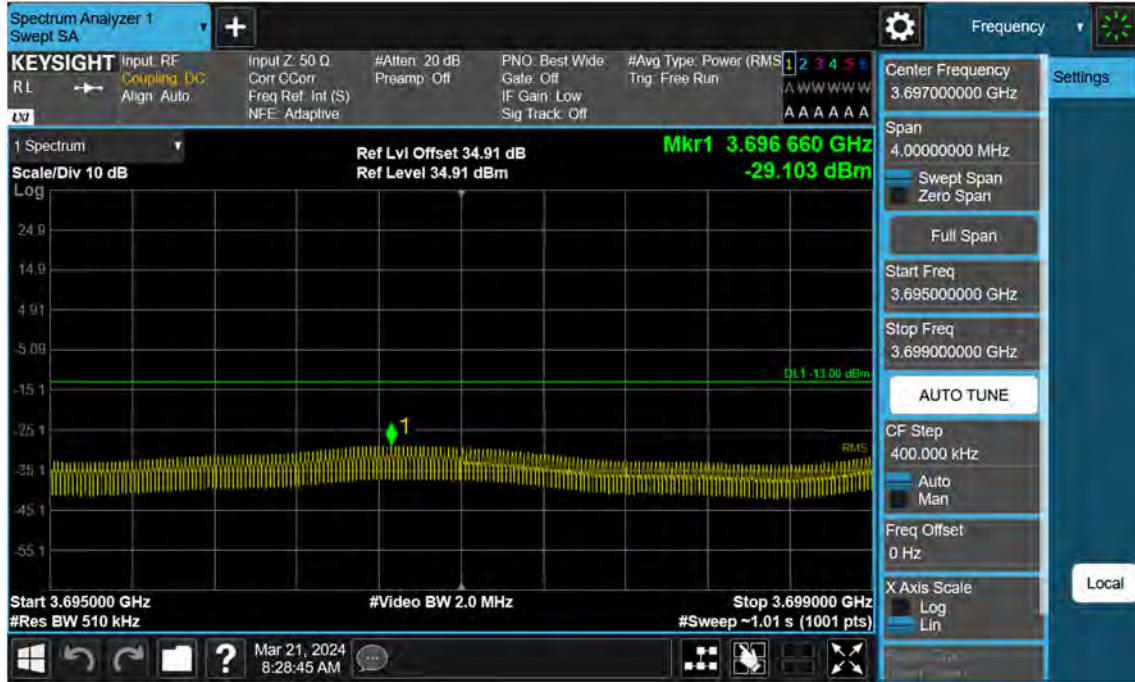 Spectrum Analyzer 1
Swept SA
+
Frequency
KEYSIGHT
RL
LXI
Input: RF
Coupling: DC
Align: Auto
Input Z: 50 Ω
Corr CCorr
Freq Ref: Int (S)
NFE: Adaptive
#Atten: 20 dB
Preamp: Off
PNO: Best Wide
Gate: Off
IF Gain: Low
Sig Track: Off
#Avg Type: Power (RMS
Trig: Free Run
1 2 3 4 5 6
A W W W W W
A A A A A A
Center Frequency
3.697000000 GHz
Settings
1 Spectrum
Scale/Div 10 dB
Ref Lvl Offset 34.91 dB
Ref Level 34.91 dBm
Mkr1 3.696 660 GHz
-29.103 dBm
Span
4.00000000 MHz
Swept Span
Zero Span
Full Span
Start Freq
3.695000000 GHz
Stop Freq
3.699000000 GHz
AUTO TUNE
CF Step
400.000 kHz
Auto
Man
Freq Offset
0 Hz
X Axis Scale
Log
Lin
Local
Log
24.9
14.9
4.91
-5.09
DL1 -13.00 dBm
-15.1
1
-25.1
RMS
-35.1
-45.1
-55.1
Start 3.695000 GHz
#Video BW 2.0 MHz
Stop 3.699000 GHz
#Res BW 510 kHz
#Sweep ~1.01 s (1001 pts)
?
Mar 21, 2024
8:28:45 AM